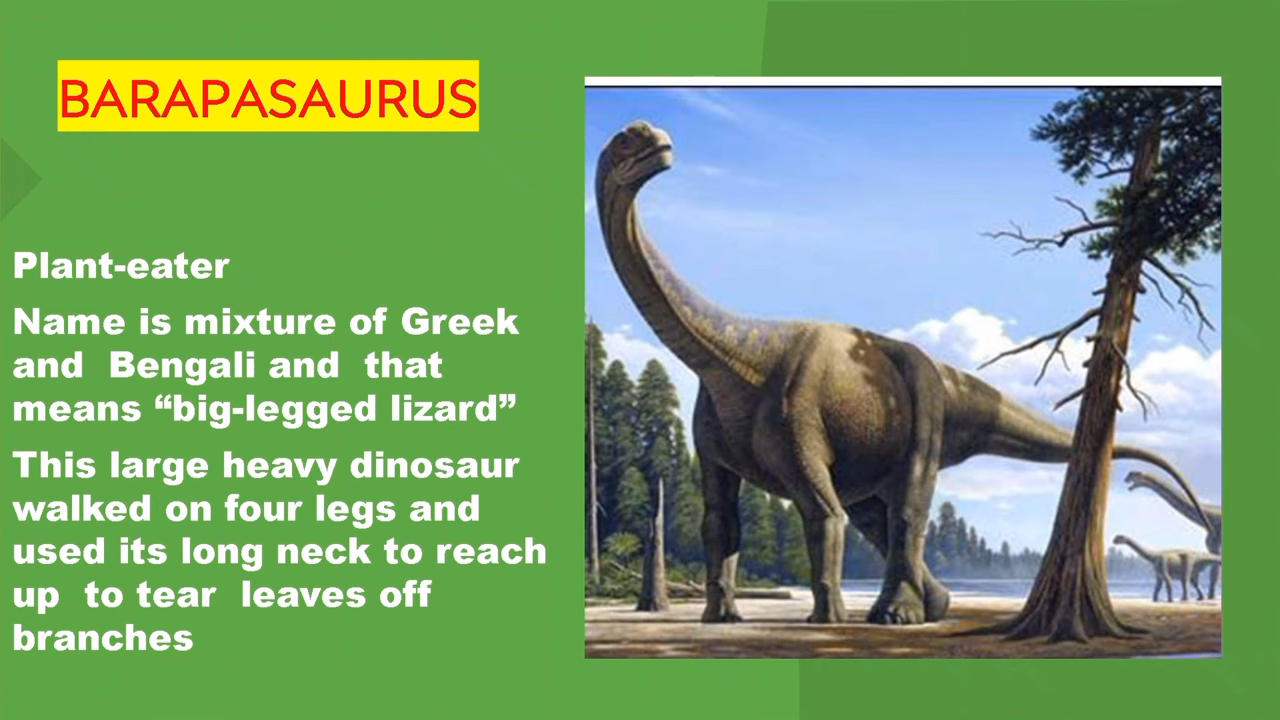 BARAPASAURUS
Plant-eater
Name is mixture of Greek
and  Bengali and  that
means “big-legged lizard”
This large heavy dinosaur
walked on four legs and
used its long neck to reach
up  to tear  leaves off
branches